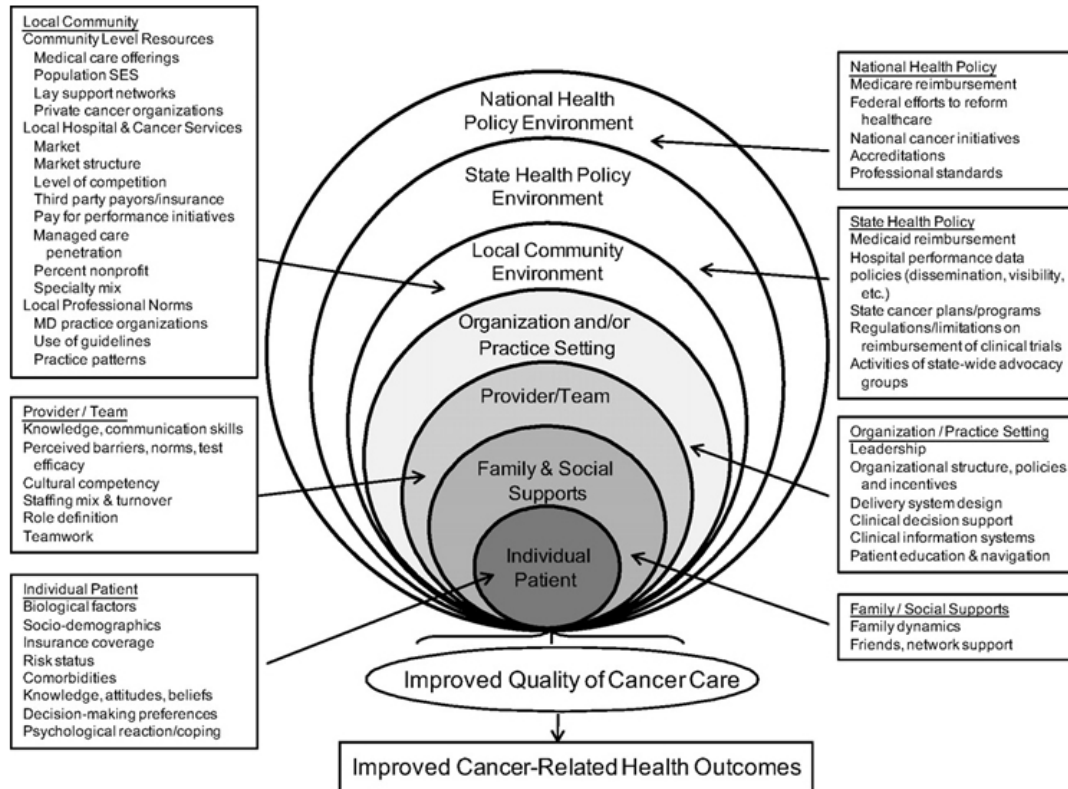 Local Community
Community Level Resources
Medical care offerings
Population SES
Lay support networks
Private cancer organizations
Local Hospital & Cancer Services
Market
Market structure
Level of competition
Third party payors/insurance
Pay for performance initiatives
Managed care
penetration
Percent nonprofit
Specialty mix
Local Professional Norms
MD practice organizations
Use of guidelines
Practice patterns
Provider / Team
Knowledge, communication skills
Perceived barriers, norms, test
efficacy
Cultural competency
Staffing mix & turnover
Role definition
Teamwork
Individual Patient
Biological factors
Socio-demographics
Insurance coverage
Risk status
Comorbidities
Knowledge, attitudes, beliefs
Decision-making preferences
Psychological reaction/coping
National Health
Policy Environment
State Health Policy
Environment
Local Community
Environment
Organization and/or
Practice Setting
Provider/Team
Family & Social
Supports
Individual
Patient
Improved Quality of Cancer Care
Improved Cancer-Related Health Outcomes
National Health Policy
Medicare reimbursement
Federal efforts to reform
healthcare
National cancer initiatives
Accreditations
Professional standards
State Health Policy
Medicaid reimbursement
Hospital performance data
policies (dissemination, visibility,
etc.)
State cancer plans/programs
Regulations/limitations on
reimbursement of clinical trials
Activities of state-wide advocacy
groups
Organization / Practice Setting
Leadership
Organizational structure, policies
and incentives
Delivery system design
Clinical decision support
Clinical information systems
Patient education & navigation
Family / Social Supports
Family dynamics
Friends, network support